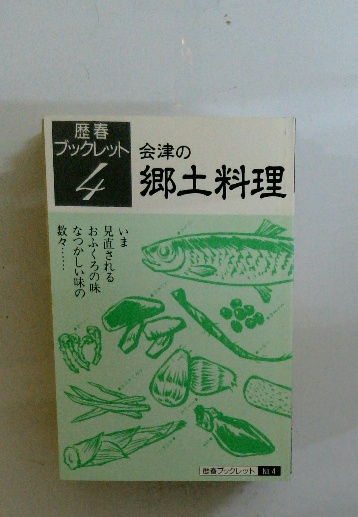 歴春
ブックレット
4
会津の
郷土料理
いま
見直される
おふくろの味
なつかしい味の
数々……
歴春ブックレット No.4